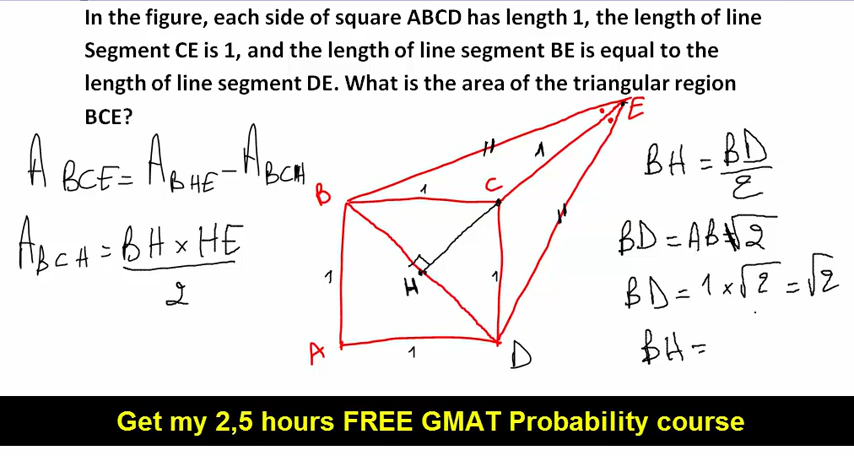 In the figure, each side of square ABCD has length 1, the length of line
Segment CE is 1, and the length of line segment BE is equal to the
length of line segment DE. What is the area of the triangular region
BCE?
A BCE = A BHE - A BCH
A BCH = BH × HE / 2
B
C
E
1
1
1
1
1
H
A
D
BH = BD / 2
BD = AB √2
BD = 1 × √2 = √2
BH =
Get my 2,5 hours FREE GMAT Probability course